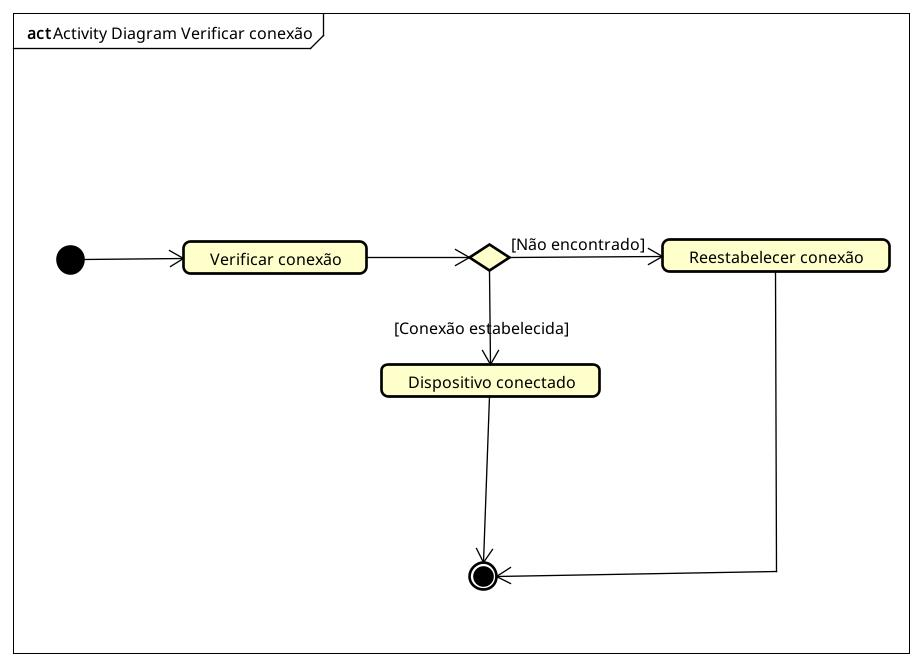 act Activity Diagram Verificar conexão
Verificar conexão
[Não encontrado]
Reestabelecer conexão
[Conexão estabelecida]
Dispositivo conectado